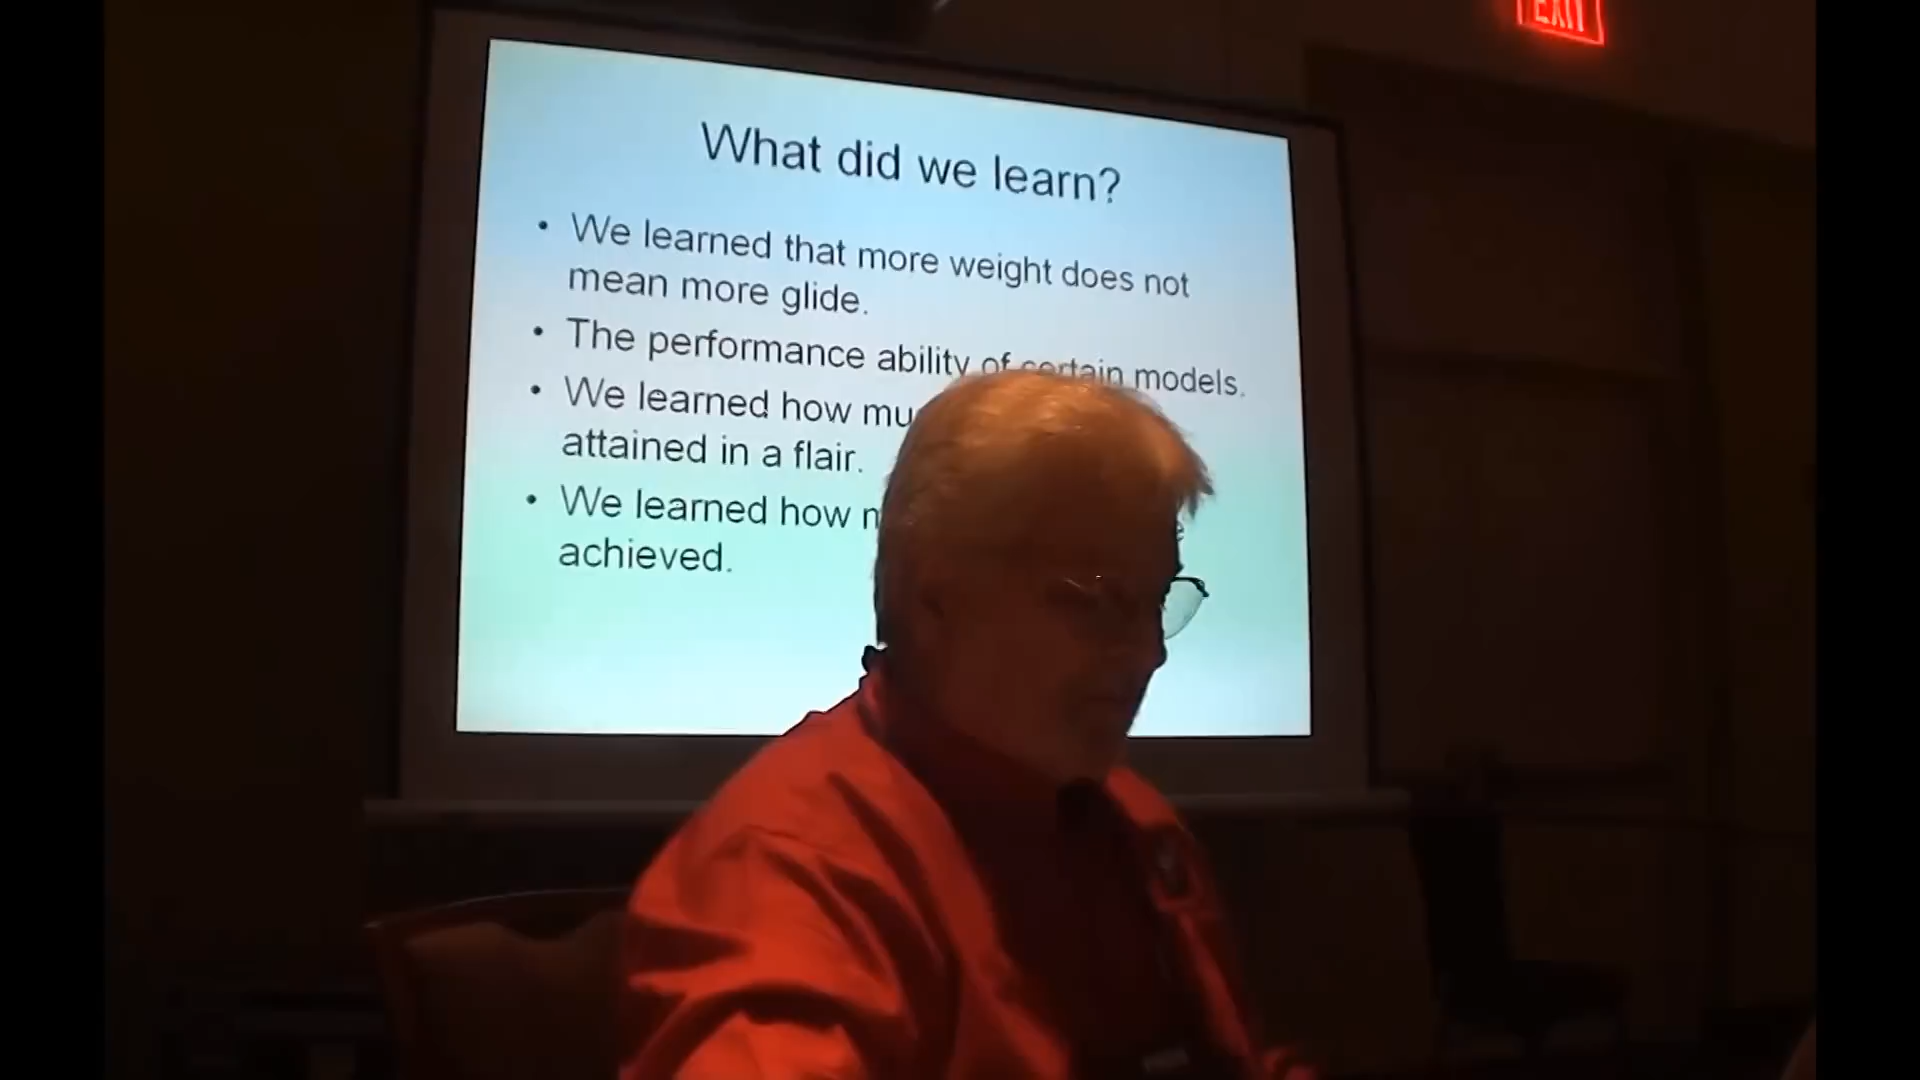 EXIT
What did we learn?
• We learned that more weight does not
mean more glide.
• The performance ability of certain models.
• We learned how
attained in a flair.
• We learned how
achieved.